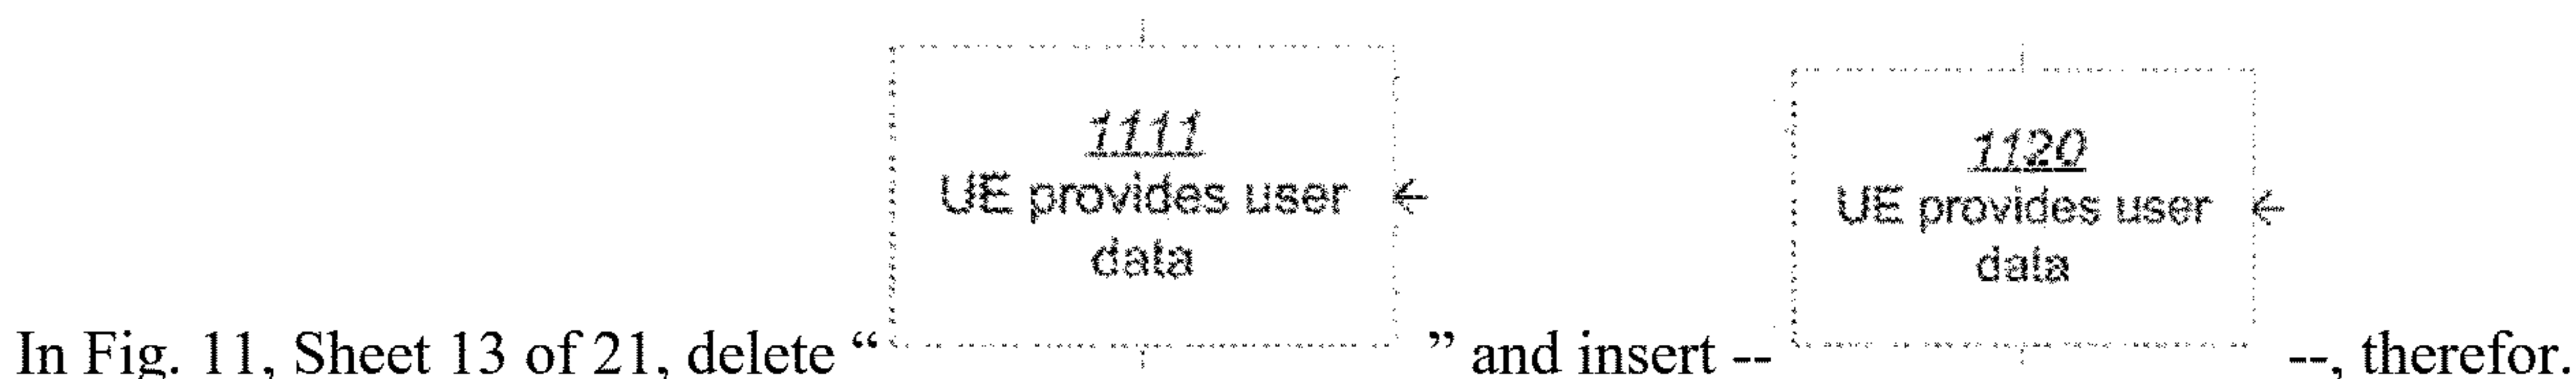 1111
UE provides user
data
1120
UE provides user
data
In Fig. 11, Sheet 13 of 21, delete “ ” and insert -- --, therefor.